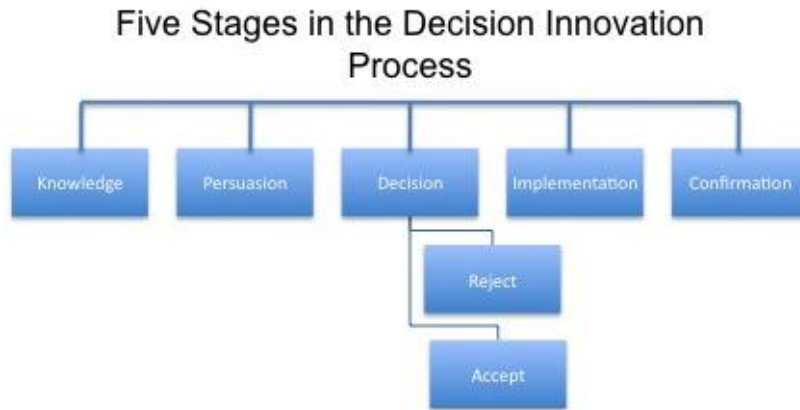 Five Stages in the Decision Innovation
Process
Knowledge
Persuasion
Decision
Implementation
Confirmation
Reject
Accept